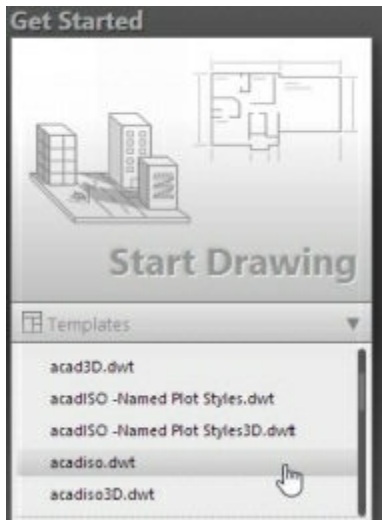 Get Started
Start Drawing
Templates
acad3D.dwt
acadISO -Named Plot Styles.dwt
acadISO -Named Plot Styles3D.dwt
acadiso.dwt
acadiso3D.dwt